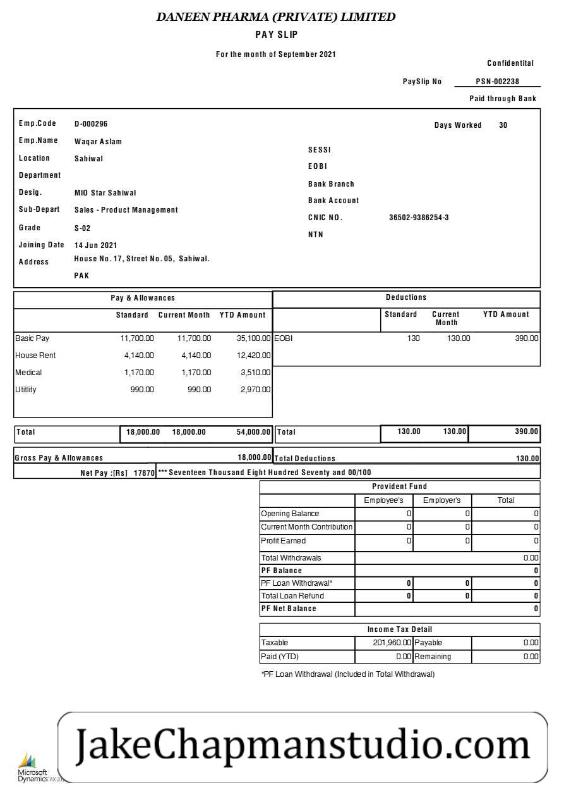 DANEEN PHARMA (PRIVATE) LIMITED
PAY SLIP
For the month of September 2021
Confidentital
PaySlip No PSN-002238
Paid through Bank
Emp.Code D-000296 Days Worked 30
Emp.Name Waqar Aslam
SESSI
Location Sahiwal
EOBI
Department
Bank Branch
Desig. MIO Star Sahiwal
Bank Account
Sub-Depart Sales - Product Management
CNIC NO. 36502-9386254-3
Grade S-02
NTN
Joining Date 14 Jun 2021
Address House No. 17, Street No. 05, Sahiwal.
PAK
Pay & Allowances Deductions
Standard Current Month YTD Amount Standard Current Month YTD Amount
Basic Pay 11,700.00 11,700.00 35,100.00 EOBI 130 130.00 390.00
House Rent 4,140.00 4,140.00 12,420.00
Medical 1,170.00 1,170.00 3,510.00
Utitlity 990.00 990.00 2,970.00
Total 18,000.00 18,000.00 54,000.00 Total 130.00 130.00 390.00
Gross Pay & Allowances 18,000.00 Total Deductions 130.00
Net Pay :[Rs] 17870 *** Seventeen Thousand Eight Hundred Seventy and 00/100
Provident Fund
Employee's Employer's Total
Opening Balance 0 0 0
Current Month Contribution 0 0 0
Profit Earned 0 0 0
Total Withdrawals 0.00
PF Balance 0
PF Loan Withdrawal* 0 0 0
Total Loan Refund 0 0 0
PF Net Balance 0
Income Tax Detail
Taxable 201,960.00 Payable 0.00
Paid (YTD) 0.00 Remaining 0.00
*PF Loan Withdrawal (Included in Total Withdrawal)
JakeChapmanstudio.com
Microsoft
Dynamics